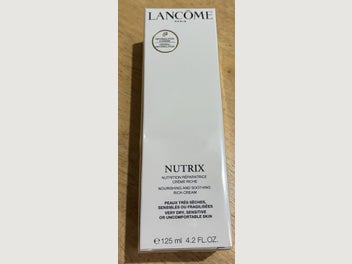 LANCÔME
PARIS
NUTRIX
NUTRITION RÉPARATRICE
CRÈME RICHE
NOURISHING AND SOOTHING
RICH CREAM
PEAUX TRÈS SÈCHES,
SENSIBLES OU FRAGILISÉES
VERY DRY, SENSITIVE
OR UNCOMFORTABLE SKIN
e 125 ml 4.2 FL.OZ.